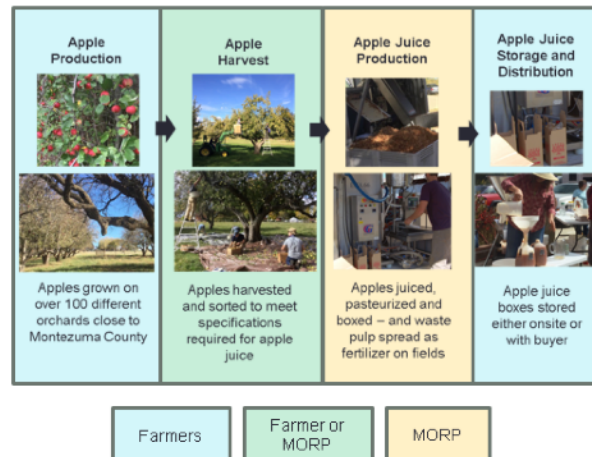 Apple
Production
Apples grown on
over 100 different
orchards close to
Montezuma County
Apple
Harvest
Apples harvested
and sorted to meet
specifications
required for apple
juice
Apple Juice
Production
Apples juiced,
pasteurized and
boxed – and waste
pulp spread as
fertilizer on fields
Apple Juice
Storage and
Distribution
Apple juice
boxes stored
either onsite or
with buyer
Farmers
Farmer or
MORP
MORP